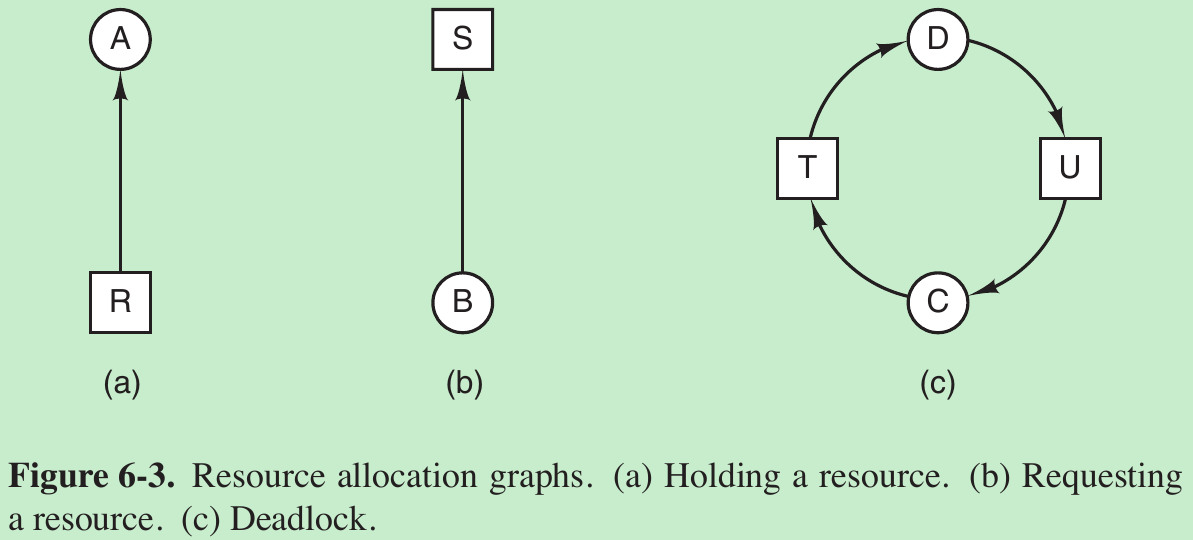 A
S
D
T
U
R
B
C
(a)
(b)
(c)
Figure 6-3. Resource allocation graphs. (a) Holding a resource. (b) Requesting
a resource. (c) Deadlock.